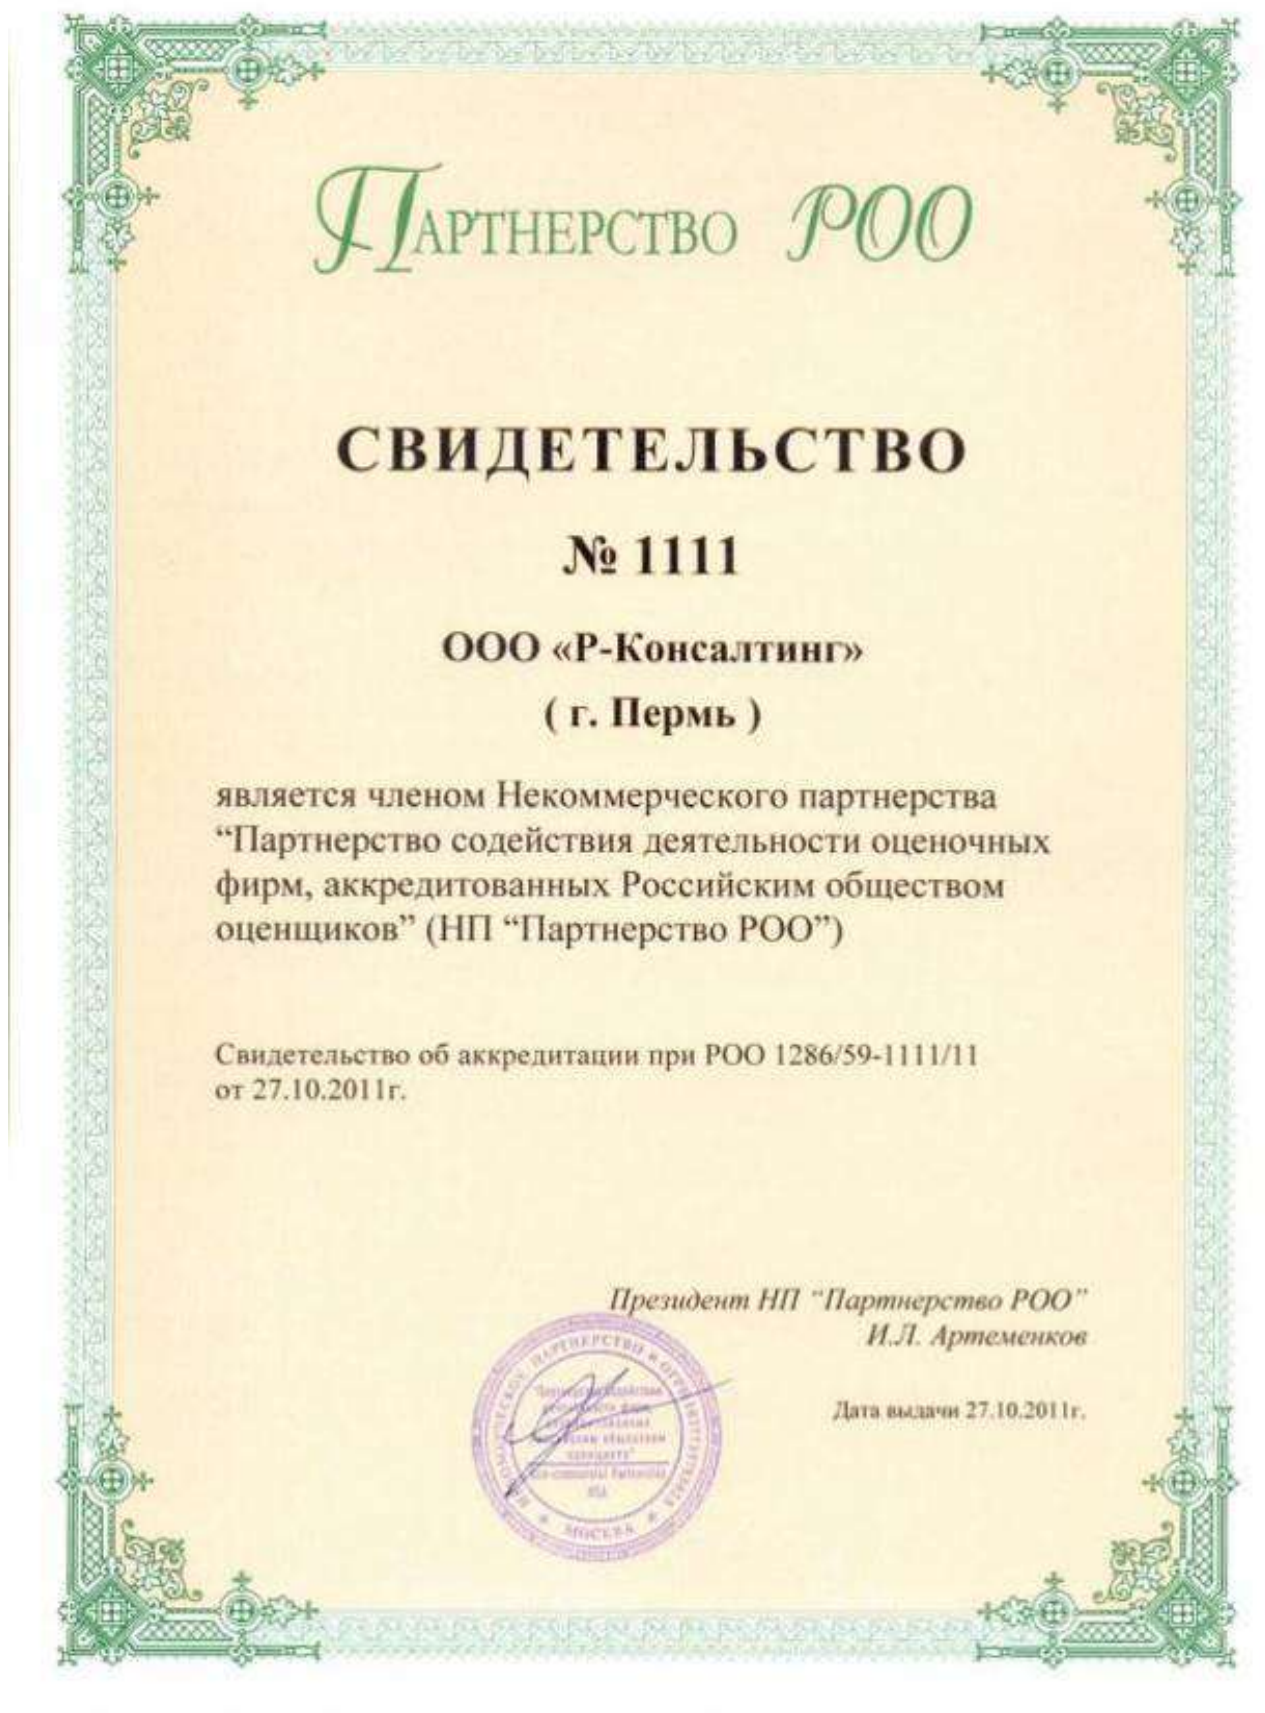 Партнерство РОО
СВИДЕТЕЛЬСТВО
№ 1111
ООО «Р-Консалтинг»
( г. Пермь )
является членом Некоммерческого партнерства
“Партнерство содействия деятельности оценочных
фирм, аккредитованных Российским обществом
оценщиков” (НП “Партнерство РОО”)
Свидетельство об аккредитации при РОО 1286/59-1111/11
от 27.10.2011г.
Президент НП “Партнерство РОО”
И.Л. Артеменков
Дата выдачи 27.10.2011г.
ПАРТНЕРСТВО
МОСКВА